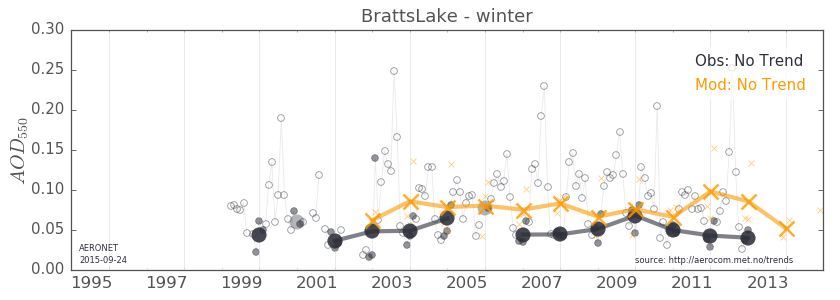 BrattsLake - winter
0.30
0.25
0.20
0.15
0.10
0.05
0.00
AOD550
Obs: No Trend
Mod: No Trend
AERONET
2015-09-24
source: http://aerocom.met.no/trends
1995 1997 1999 2001 2003 2005 2007 2009 2011 2013